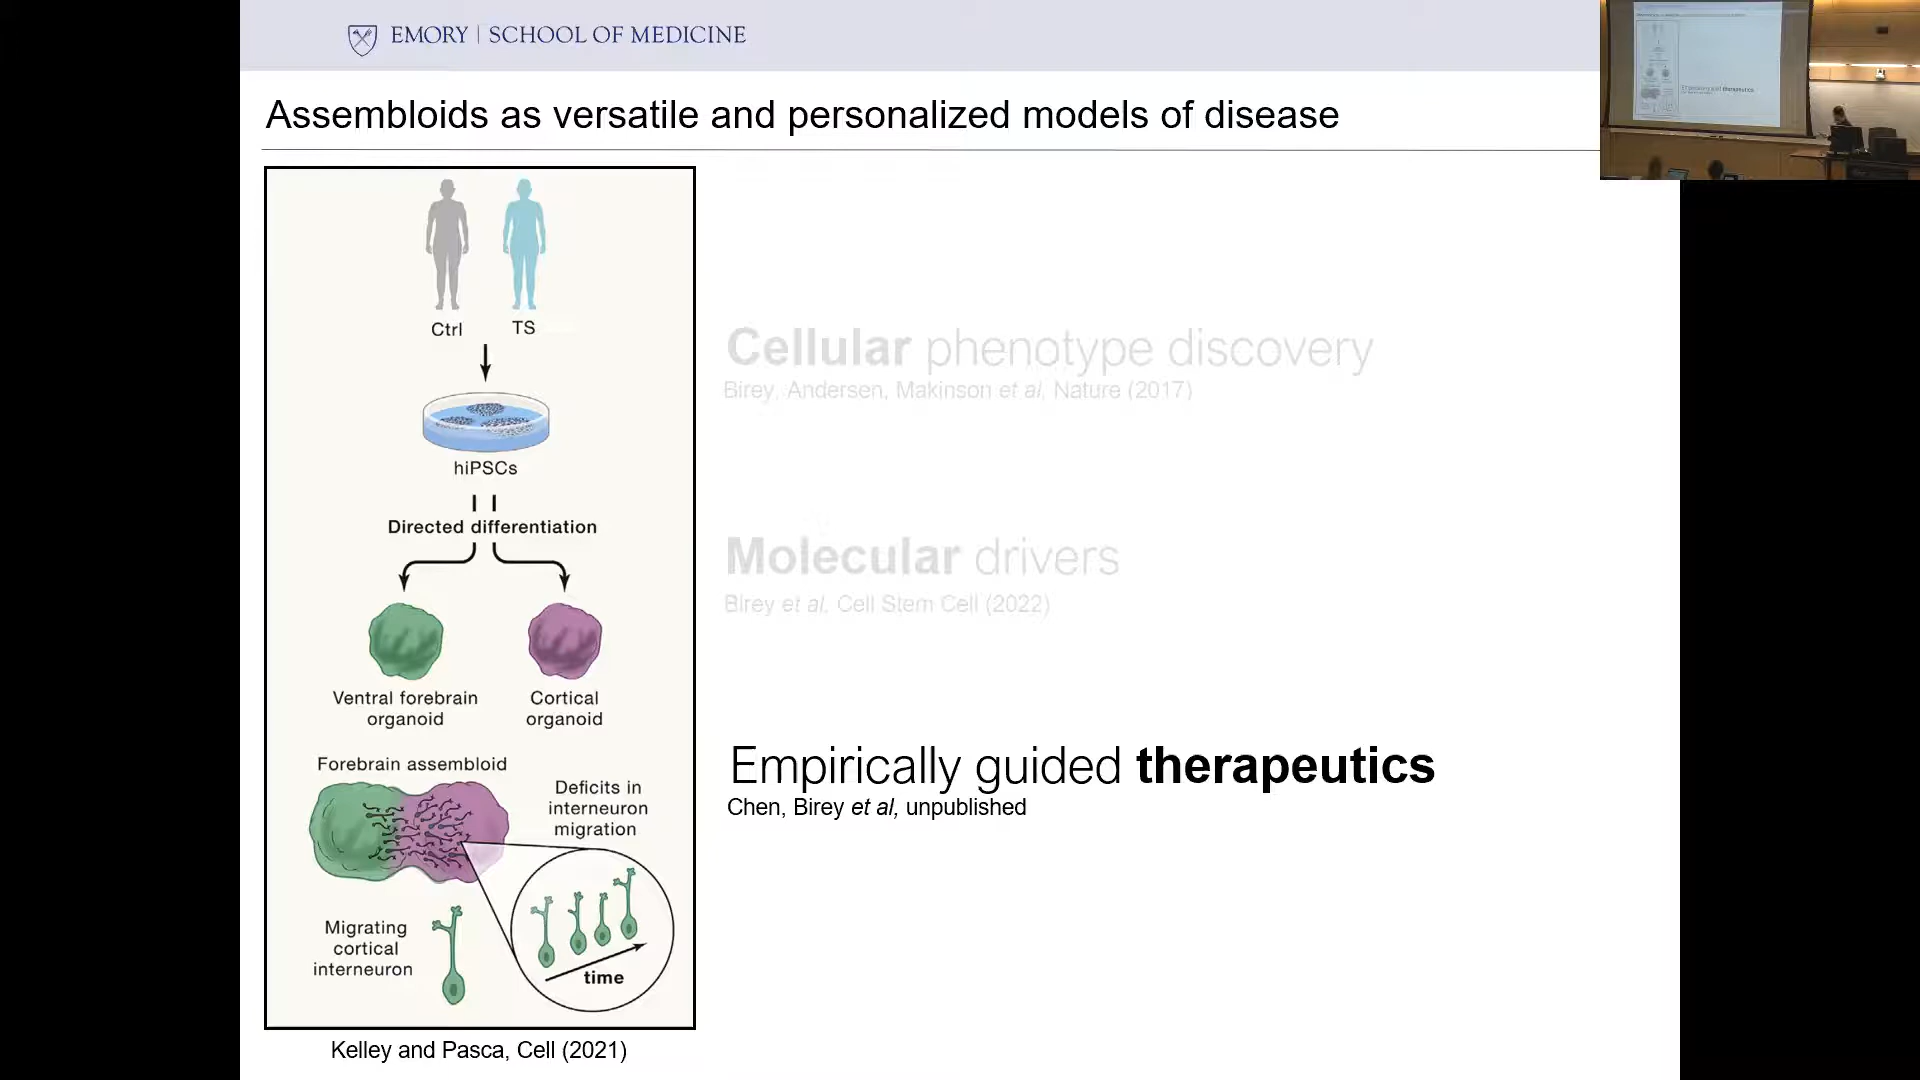 EMORY | SCHOOL OF MEDICINE
Assembloids as versatile and personalized models of disease
Ctrl
TS
hiPSCs
Directed differentiation
Ventral forebrain
organoid
Cortical
organoid
Forebrain assembloid
Deficits in
interneuron
migration
Migrating
cortical
interneuron
time
Kelley and Pasca, Cell (2021)
Cellular phenotype discovery
Birey, Andersen, Makinson et al, Nature (2017)
Molecular drivers
Birey et al, Cell Stem Cell (2022)
Empirically guided therapeutics
Chen, Birey et al, unpublished